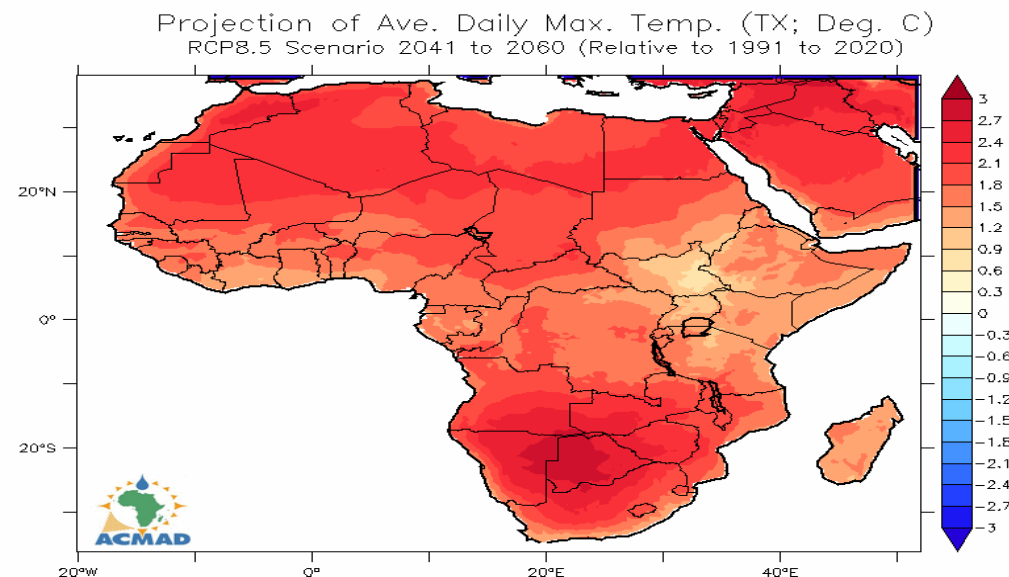 Projection of Ave. Daily Max. Temp. (TX; Deg. C)
RCP8.5 Scenario 2041 to 2060 (Relative to 1991 to 2020)
20°N
0°
20°S
20°W
0°
20°E
40°E
3
2.7
2.4
2.1
1.8
1.5
1.2
0.9
0.6
0.3
0
-0.3
-0.6
-0.9
-1.2
-1.5
-1.8
-2.1
-2.4
-2.7
-3
ACMAD